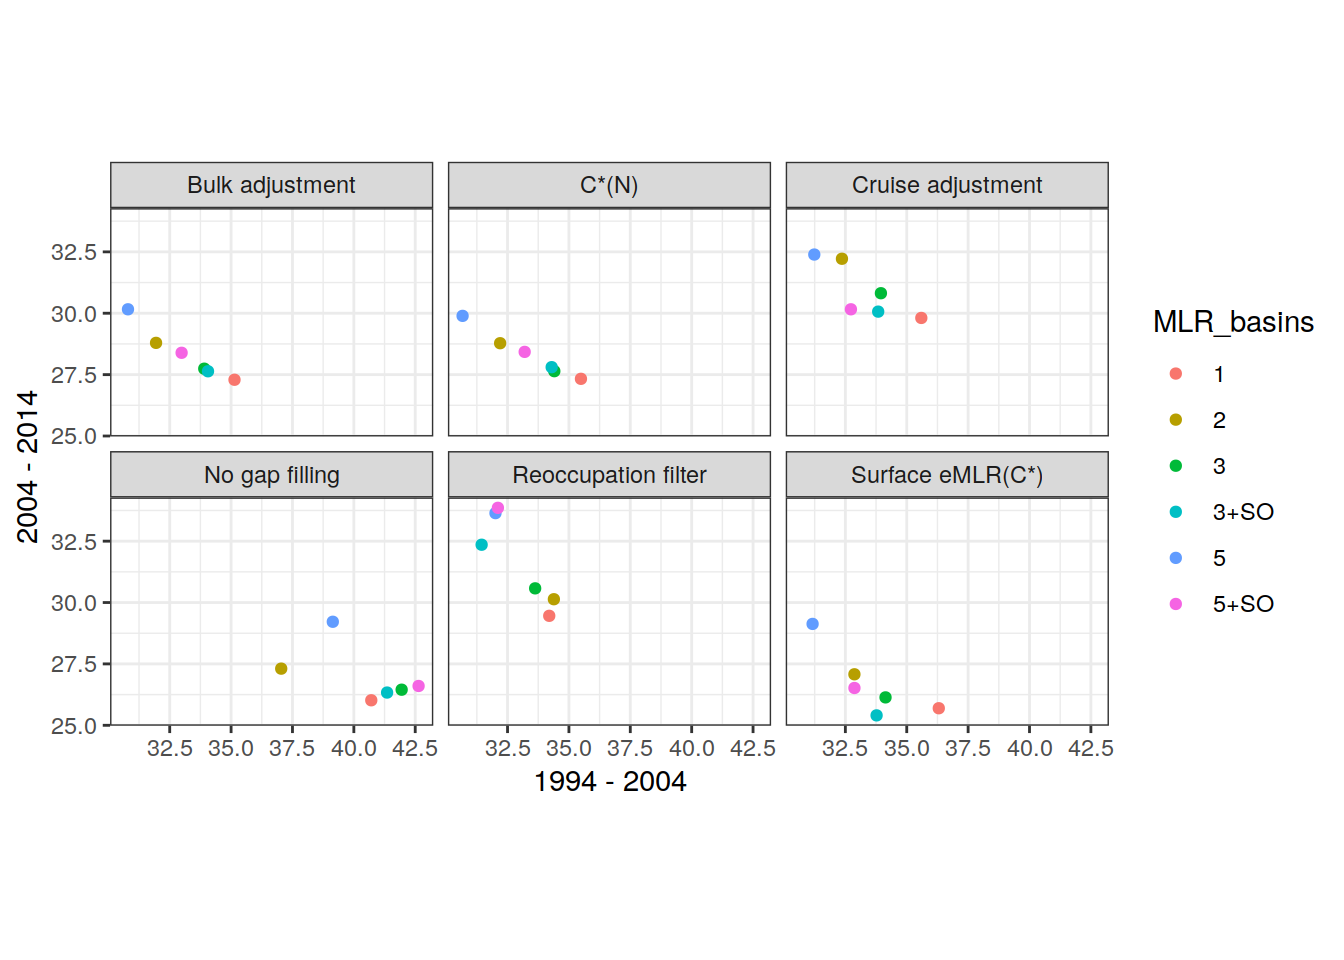 Bulk adjustment
C*(N)
Cruise adjustment
32.5
30.0
27.5
25.0
No gap filling
Reoccupation filter
Surface eMLR(C*)
32.5
30.0
27.5
25.0
32.5 35.0 37.5 40.0 42.5
32.5 35.0 37.5 40.0 42.5
32.5 35.0 37.5 40.0 42.5
1994 - 2004
2004 - 2014
MLR_basins
1
2
3
3+SO
5
5+SO